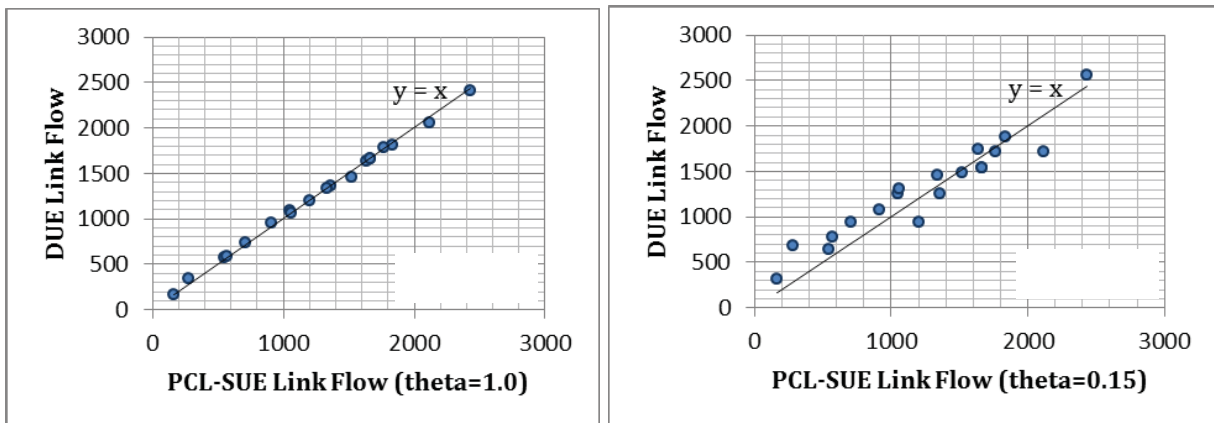 3000
2500
2000
1500
1000
500
0
DUE Link Flow
y = x
0 1000 2000 3000
PCL-SUE Link Flow (theta=1.0)
3000
2500
2000
1500
1000
500
0
DUE Link Flow
y = x
0 1000 2000 3000
PCL-SUE Link Flow (theta=0.15)